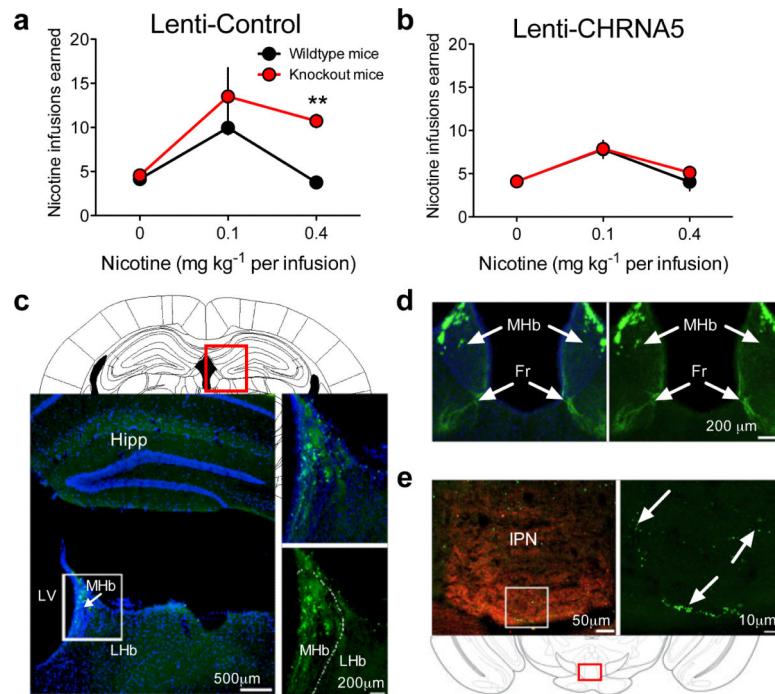 a
Lenti-Control
Nicotine infusions earned
20
15
10
5
0
Wildtype mice
Knockout mice
**
0
0.1
0.4
Nicotine (mg kg⁻¹ per infusion)
b
Lenti-CHRNA5
Nicotine infusions earned
20
15
10
5
0
0
0.1
0.4
Nicotine (mg kg⁻¹ per infusion)
c
Hipp
LV
MHb
LHb
500μm
MHb
LHb
200μm
d
MHb
Fr
200 μm
e
IPN
50μm
10μm